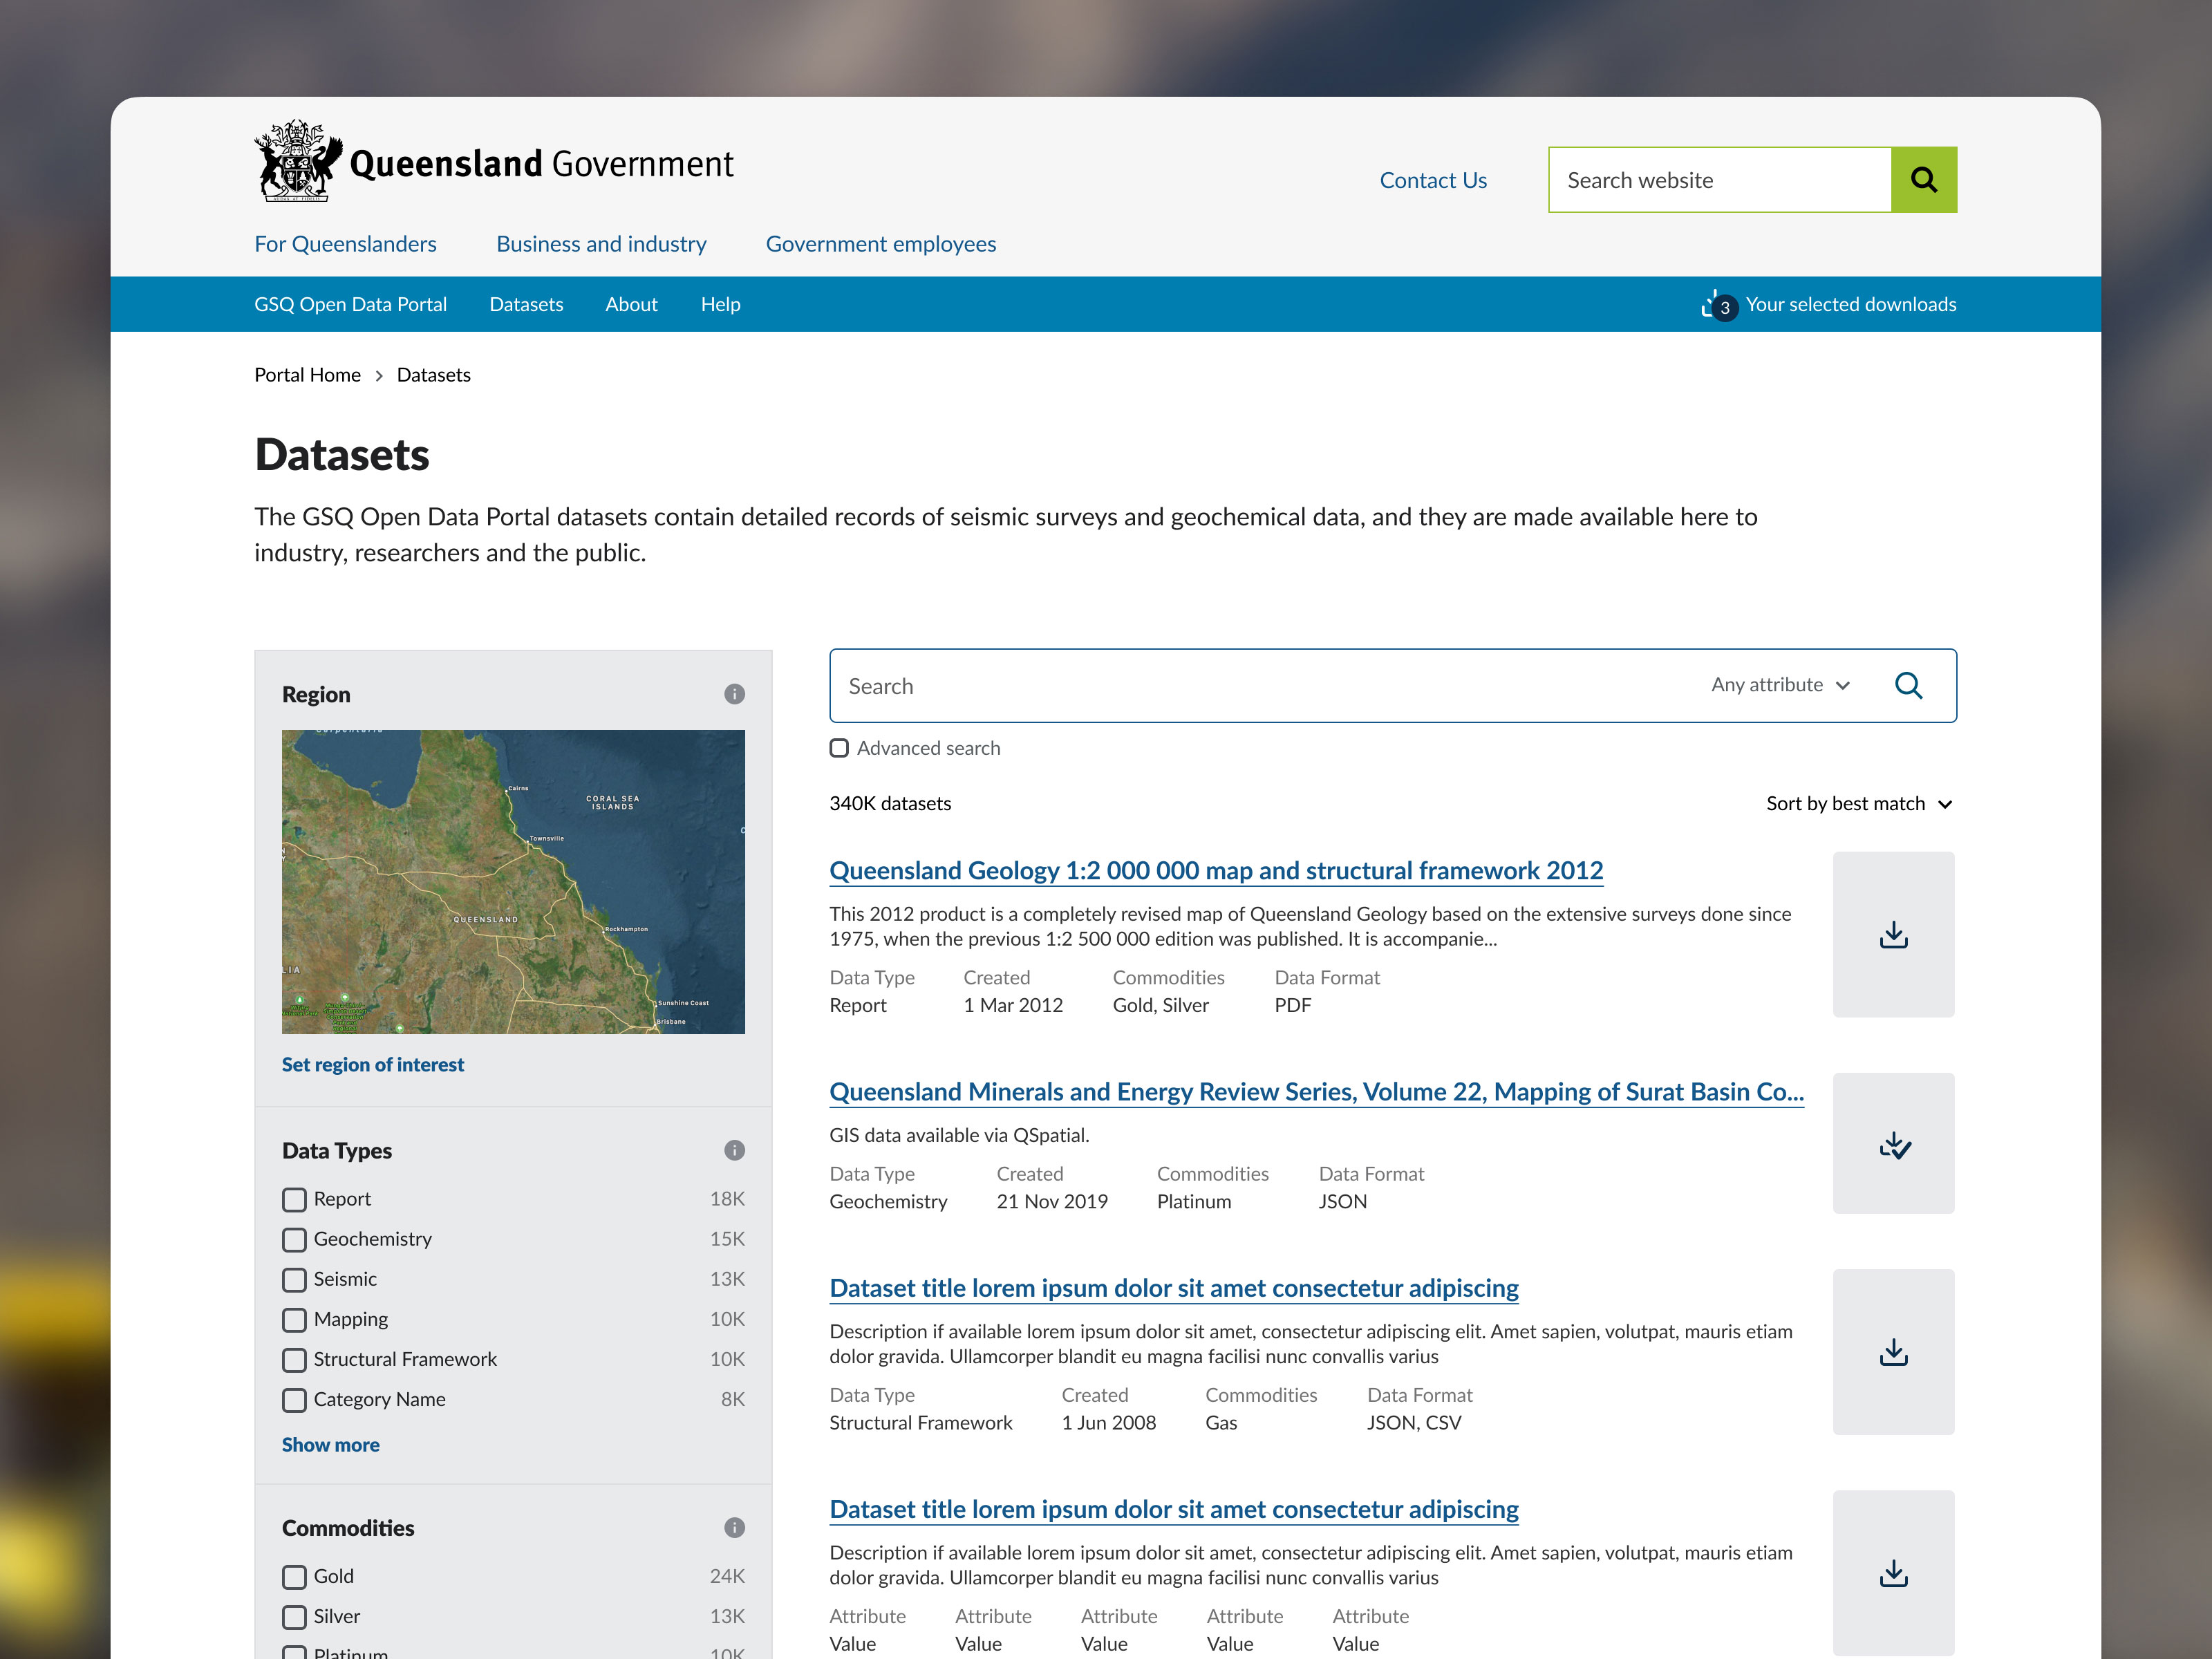 Queensland Government
Contact Us
Search website
For Queenslanders
Business and industry
Government employees
GSQ Open Data Portal
Datasets
About
Help
3
Your selected downloads
Portal Home
Datasets
Datasets
The GSQ Open Data Portal datasets contain detailed records of seismic surveys and geochemical data, and they are made available here to
industry, researchers and the public.
Region
Carpentaria
Cairns
CORAL SEA
ISLANDS
Townsville
QUEENSLAND
Rockhampton
LIA
Sunshine Coast
Brisbane
Set region of interest
Data Types
Report 18K
Geochemistry 15K
Seismic 13K
Mapping 10K
Structural Framework 10K
Category Name 8K
Show more
Commodities
Gold 24K
Silver 13K
Platinum 10K
Search
Any attribute
Advanced search
340K datasets
Sort by best match
Queensland Geology 1:2 000 000 map and structural framework 2012
This 2012 product is a completely revised map of Queensland Geology based on the extensive surveys done since
1975, when the previous 1:2 500 000 edition was published. It is accompanie...
Data Type Created Commodities Data Format
Report 1 Mar 2012 Gold, Silver PDF
Queensland Minerals and Energy Review Series, Volume 22, Mapping of Surat Basin Co...
GIS data available via QSpatial.
Data Type Created Commodities Data Format
Geochemistry 21 Nov 2019 Platinum JSON
Dataset title lorem ipsum dolor sit amet consectetur adipiscing
Description if available lorem ipsum dolor sit amet, consectetur adipiscing elit. Amet sapien, volutpat, mauris etiam
dolor gravida. Ullamcorper blandit eu magna facilisi nunc convallis varius
Data Type Created Commodities Data Format
Structural Framework 1 Jun 2008 Gas JSON, CSV
Dataset title lorem ipsum dolor sit amet consectetur adipiscing
Description if available lorem ipsum dolor sit amet, consectetur adipiscing elit. Amet sapien, volutpat, mauris etiam
dolor gravida. Ullamcorper blandit eu magna facilisi nunc convallis varius
Attribute Attribute Attribute Attribute Attribute
Value Value Value Value Value